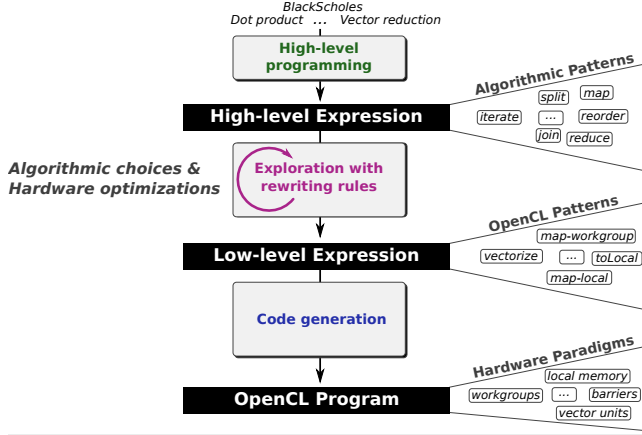 BlackScholes
Dot product ... Vector reduction
High-level
programming
Algorithmic Patterns
split
map
iterate
...
reorder
join
reduce
High-level Expression
Algorithmic choices &
Hardware optimizations
Exploration with
rewriting rules
OpenCL Patterns
map-workgroup
vectorize
...
toLocal
map-local
Low-level Expression
Code generation
Hardware Paradigms
local memory
workgroups
...
barriers
vector units
OpenCL Program